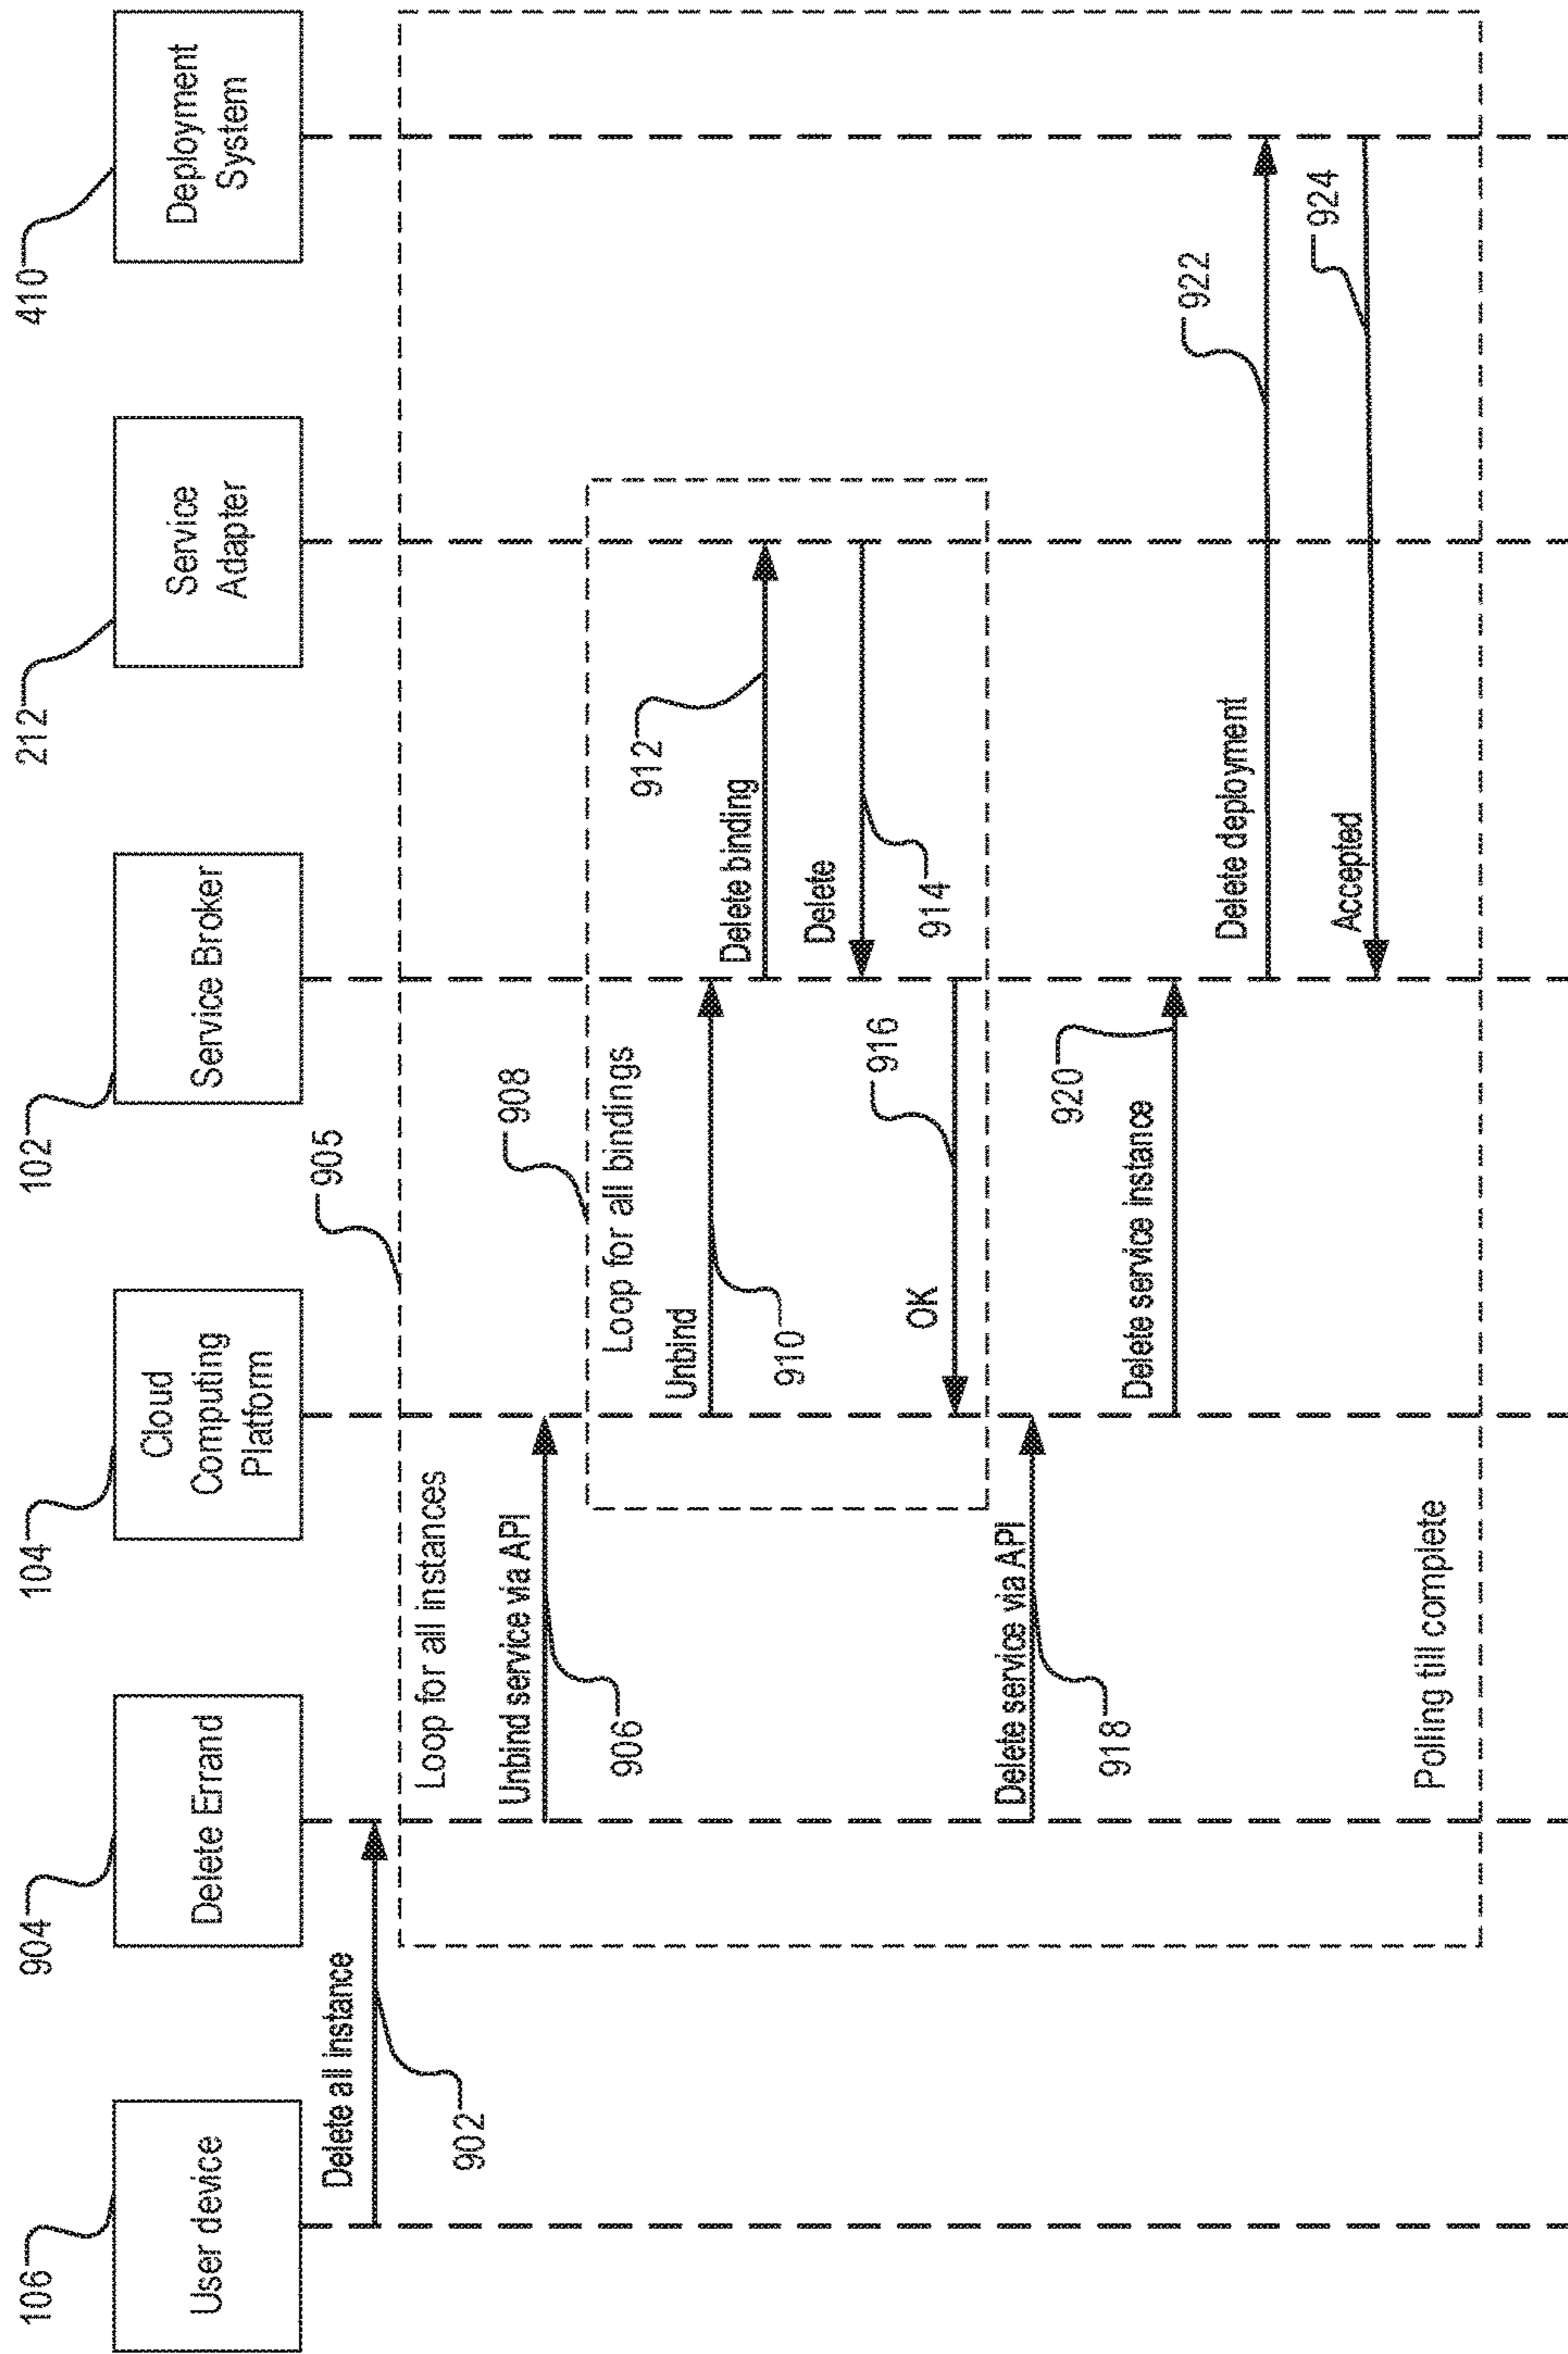 106
User device
904
Delete Errand
104
Cloud
Computing
Platform
102
Service Broker
212
Service
Adapter
410
Deployment
System
Delete all instance
902
905
Loop for all instances
Unbind service via API
906
908
Loop for all bindings
Unbind
910
Delete binding
912
Delete
914
OK
916
Delete service via API
918
Delete service instance
920
Delete deployment
922
Accepted
924
Polling till complete